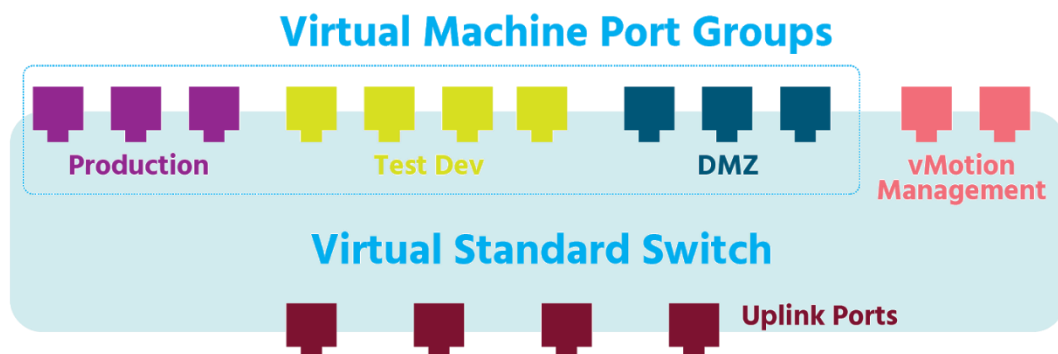 Virtual Machine Port Groups
Production
Test Dev
DMZ
vMotion
Management
Virtual Standard Switch
Uplink Ports